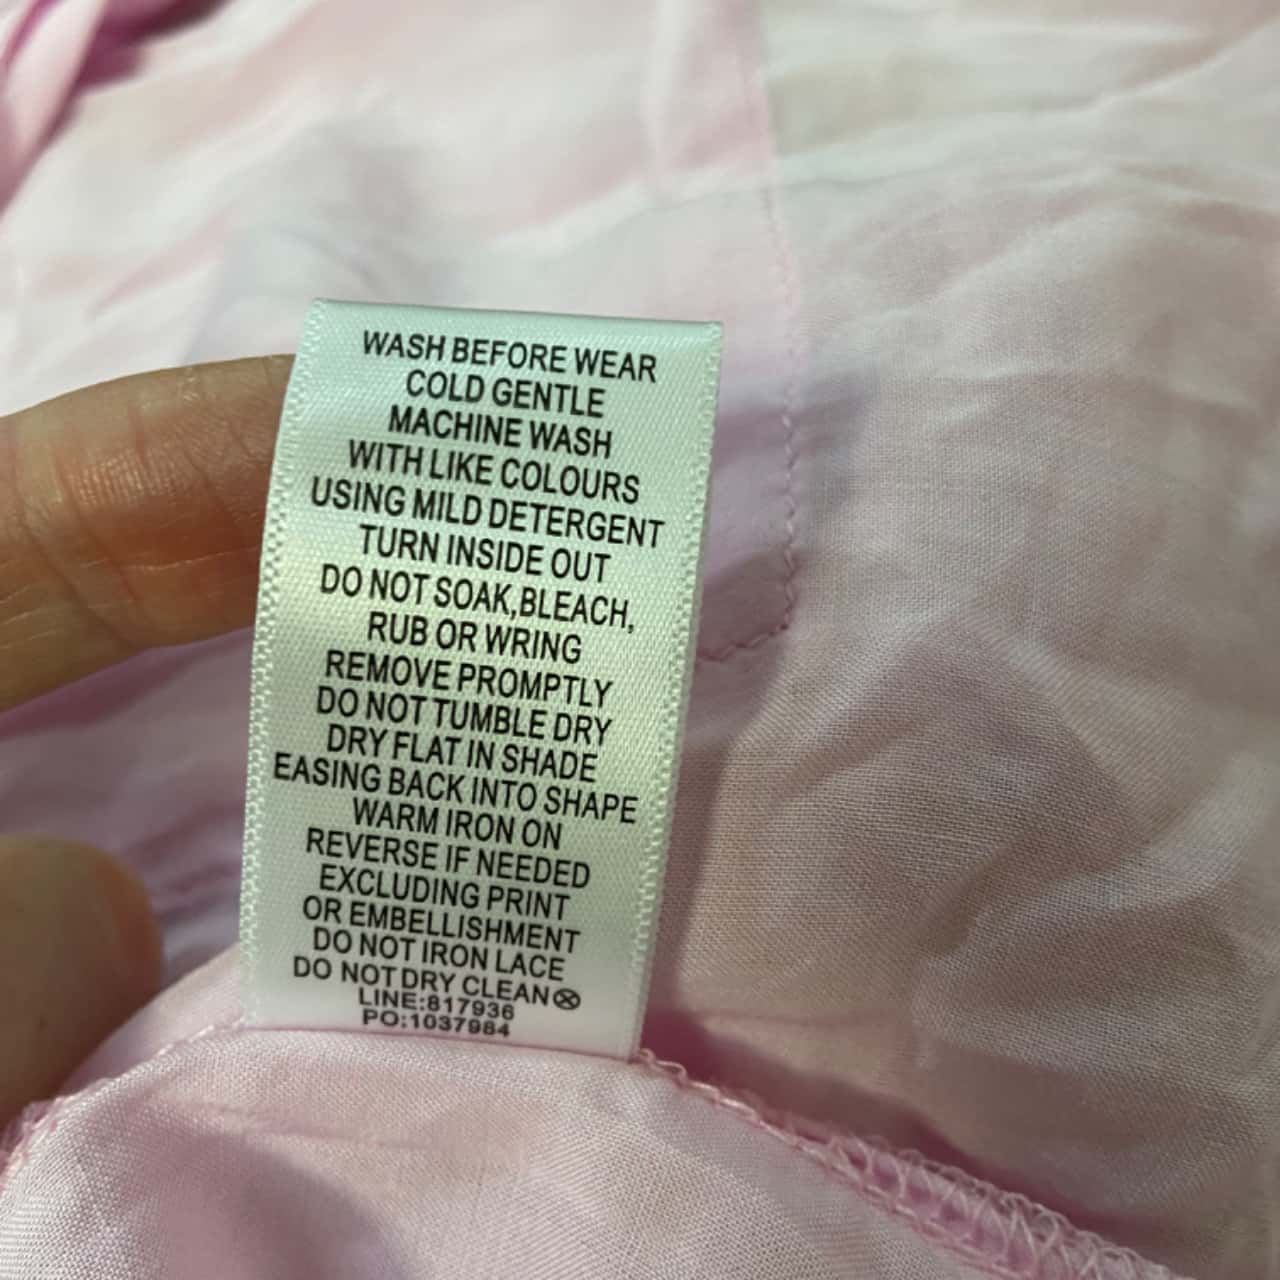 WASH BEFORE WEAR
COLD GENTLE
MACHINE WASH
WITH LIKE COLOURS
USING MILD DETERGENT
TURN INSIDE OUT
DO NOT SOAK,BLEACH,
RUB OR WRING
REMOVE PROMPTLY
DO NOT TUMBLE DRY
DRY FLAT IN SHADE
EASING BACK INTO SHAPE
WARM IRON ON
REVERSE IF NEEDED
EXCLUDING PRINT
OR EMBELLISHMENT
DO NOT IRON LACE
DO NOT DRY CLEAN
LINE:817936
PO:1037984